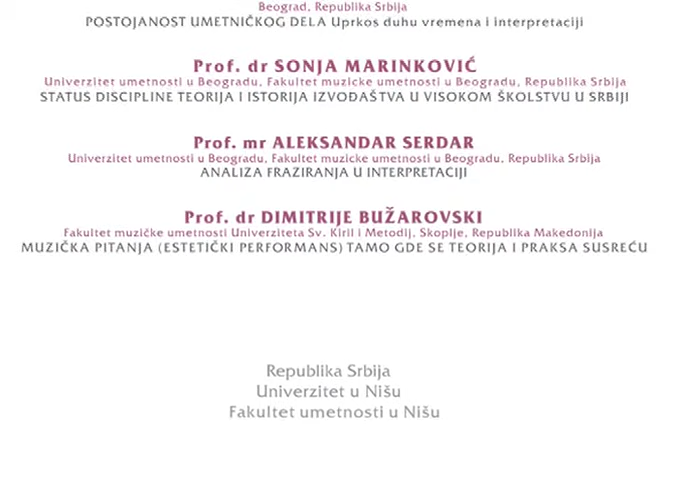 Beograd, Republika Srbija
POSTOJANOST UMETNIČKOG DELA Uprkos duhu vremena i interpretaciji
Prof. dr SONJA MARINKOVIĆ
Univerzitet umetnosti u Beogradu, Fakultet muzicke umetnosti u Beogradu, Republika Srbija
STATUS DISCIPLINE TEORIJA I ISTORIJA IZVOĐAŠTVA U VISOKOM ŠKOLSTVU U SRBIJI
Prof. mr ALEKSANDAR SERDAR
Univerzitet umetnosti u Beogradu, Fakultet muzicke umetnosti u Beogradu, Republika Srbija
ANALIZA FRAZIRANJA U INTERPRETACIJI
Prof. dr DIMITRIJE BUŽAROVSKI
Fakultet muzičke umetnosti Univerziteta Sv. Kiril i Metodij, Skoplje, Republika Makedonija
MUZIČKA PITANJA (ESTETIČKI PERFORMANS) TAMO GDE SE TEORIJA I PRAKSA SUSREĆU
Republika Srbija
Univerzitet u Nišu
Fakultet umetnosti u Nišu